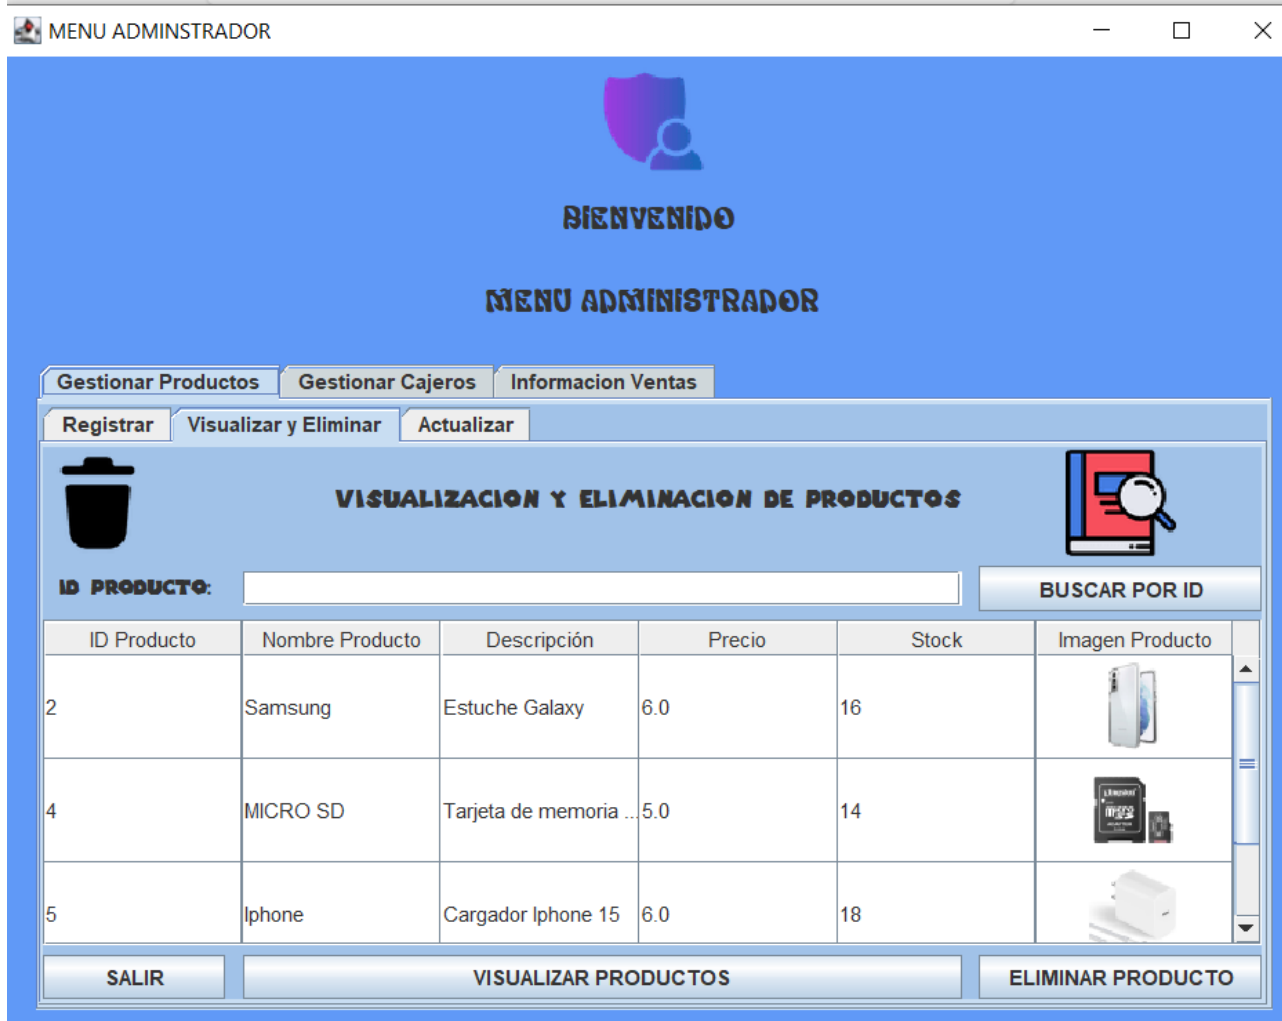 MENU ADMINSTRADOR
BIENVENIDO
MENU ADMINISTRADOR
Gestionar Productos Gestionar Cajeros Informacion Ventas
Registrar Visualizar y Eliminar Actualizar
VISUALIZACION Y ELIMINACION DE PRODUCTOS
ID PRODUCTO: BUSCAR POR ID
ID Producto Nombre Producto Descripción Precio Stock Imagen Producto
2 Samsung Estuche Galaxy 6.0 16
4 MICRO SD Tarjeta de memoria ... 5.0 14
5 Iphone Cargador Iphone 15 6.0 18
SALIR VISUALIZAR PRODUCTOS ELIMINAR PRODUCTO